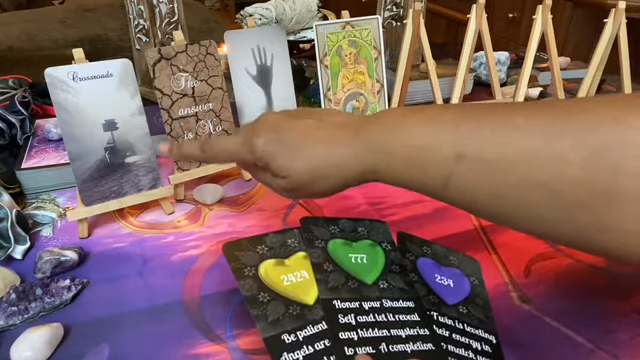 Crossroads
The
answer
is No
2424
Be Patient
Angels are
777
Honor your Shadow
Self and let it reveal
any hidden mysteries
to you. A completion
234
Twin is leveling
their energy in
match